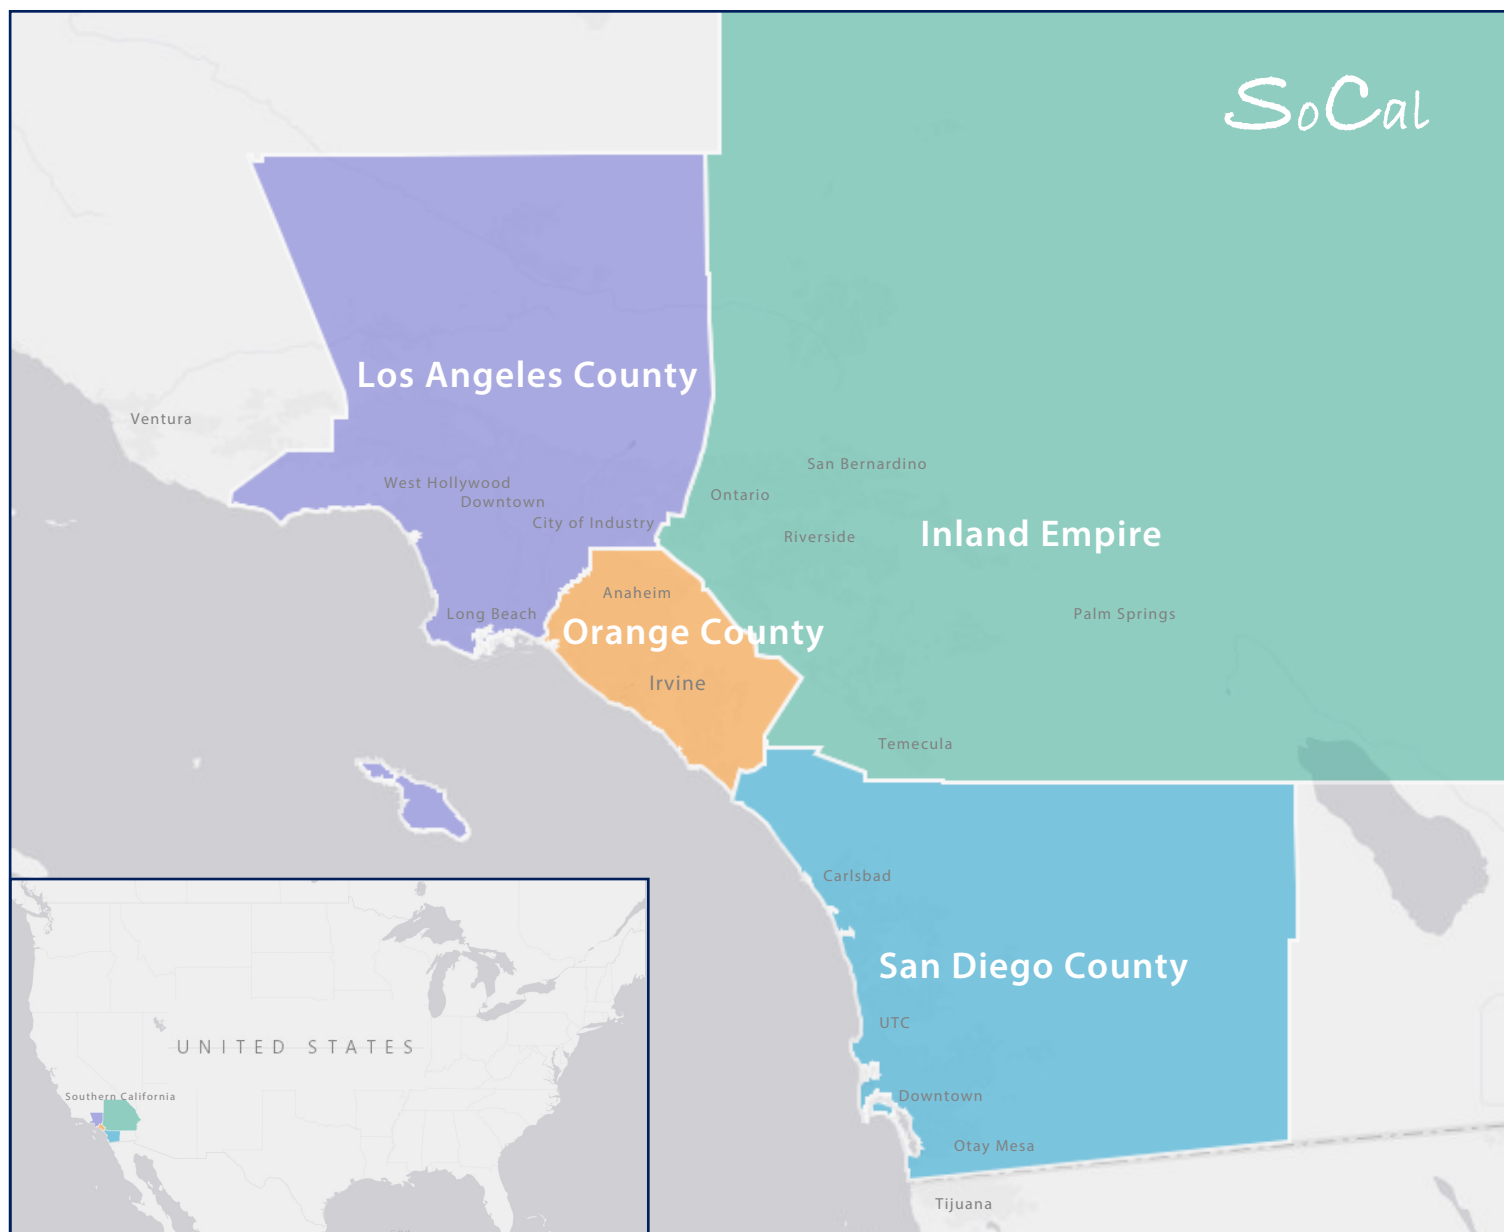 SoCal
Los Angeles County
Ventura
San Bernardino
West Hollywood
Ontario
Downtown
City of Industry
Riverside
Inland Empire
Anaheim
Long Beach
Palm Springs
Orange County
Irvine
Temecula
Carlsbad
San Diego County
UTC
UNITED STATES
Downtown
Southern California
Otay Mesa
Tijuana